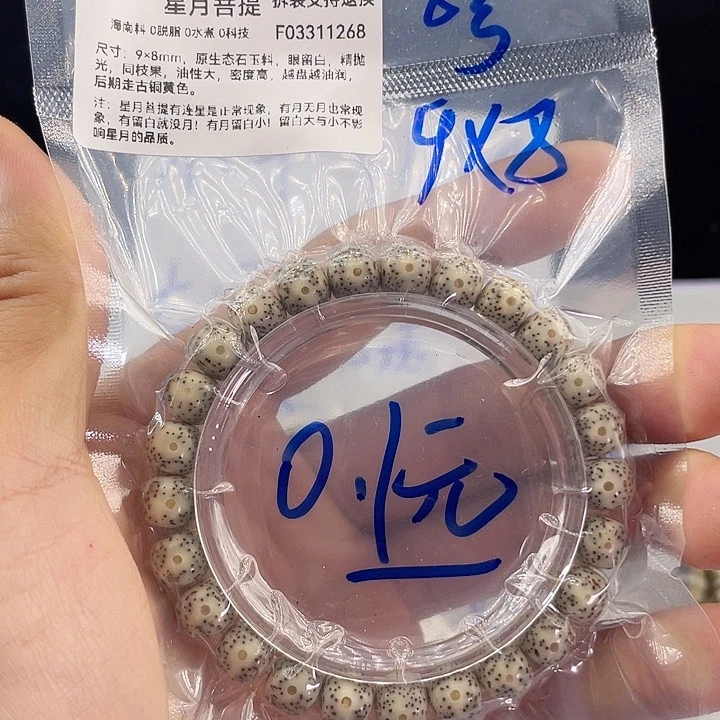 星月菩提 拆袋支持退换
海南料 0脱脂 0水煮 0科技 F03311268
尺寸：9×8mm，原生态石玉料，眼留白，精抛
光，同枝果，油性大，密度高，越盘越油润，
后期走古铜黄色。
注：星月菩提有连星是正常现象，有月无月也常现
象，有留白就没月！有月留白小！留白大与小不影
响星月的品质。
9X8
0.1元